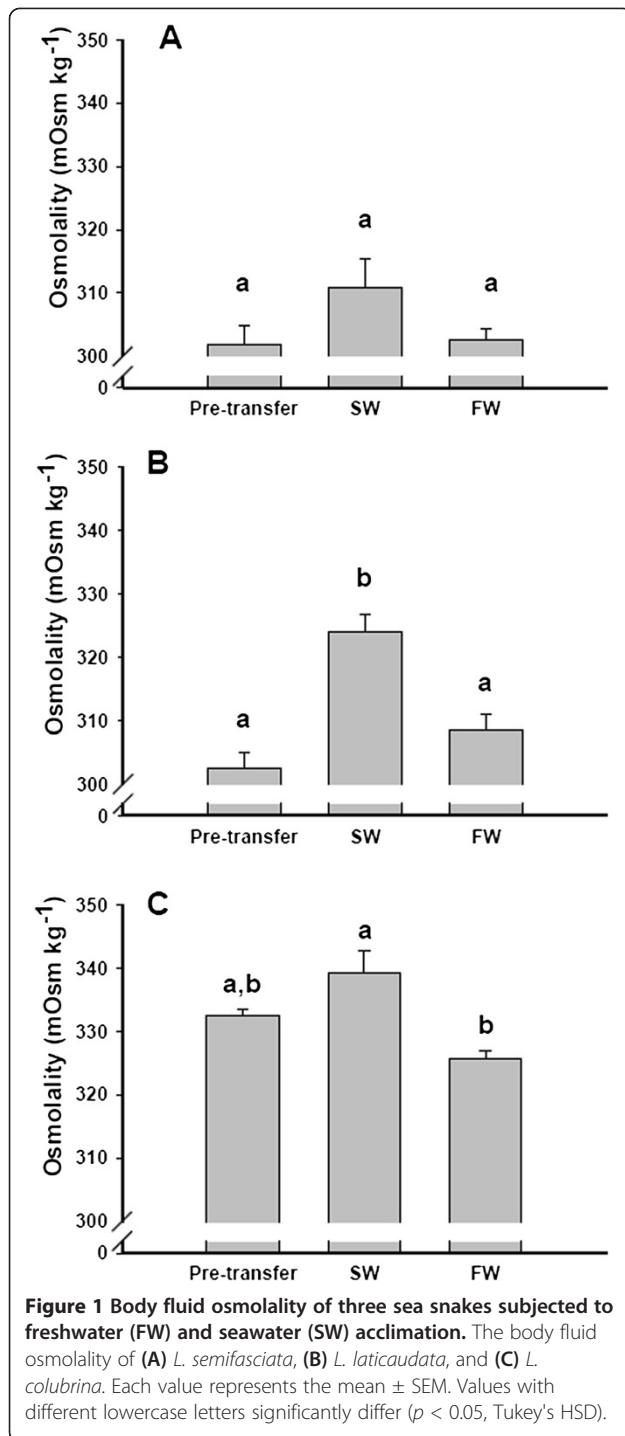 A
350
340
330
320
310
300
0
Osmolality (mOsm kg-1)
a
a
a
Pre-transfer
SW
FW
B
350
340
330
320
310
300
0
Osmolality (mOsm kg-1)
a
b
a
Pre-transfer
SW
FW
C
350
340
330
320
310
300
0
Osmolality (mOsm kg-1)
a,b
a
b
Pre-transfer
SW
FW
Figure 1 Body fluid osmolality of three sea snakes subjected to
freshwater (FW) and seawater (SW) acclimation. The body fluid
osmolality of (A) L. semifasciata, (B) L. laticaudata, and (C) L.
colubrina. Each value represents the mean ± SEM. Values with
different lowercase letters significantly differ (p < 0.05, Tukey's HSD).